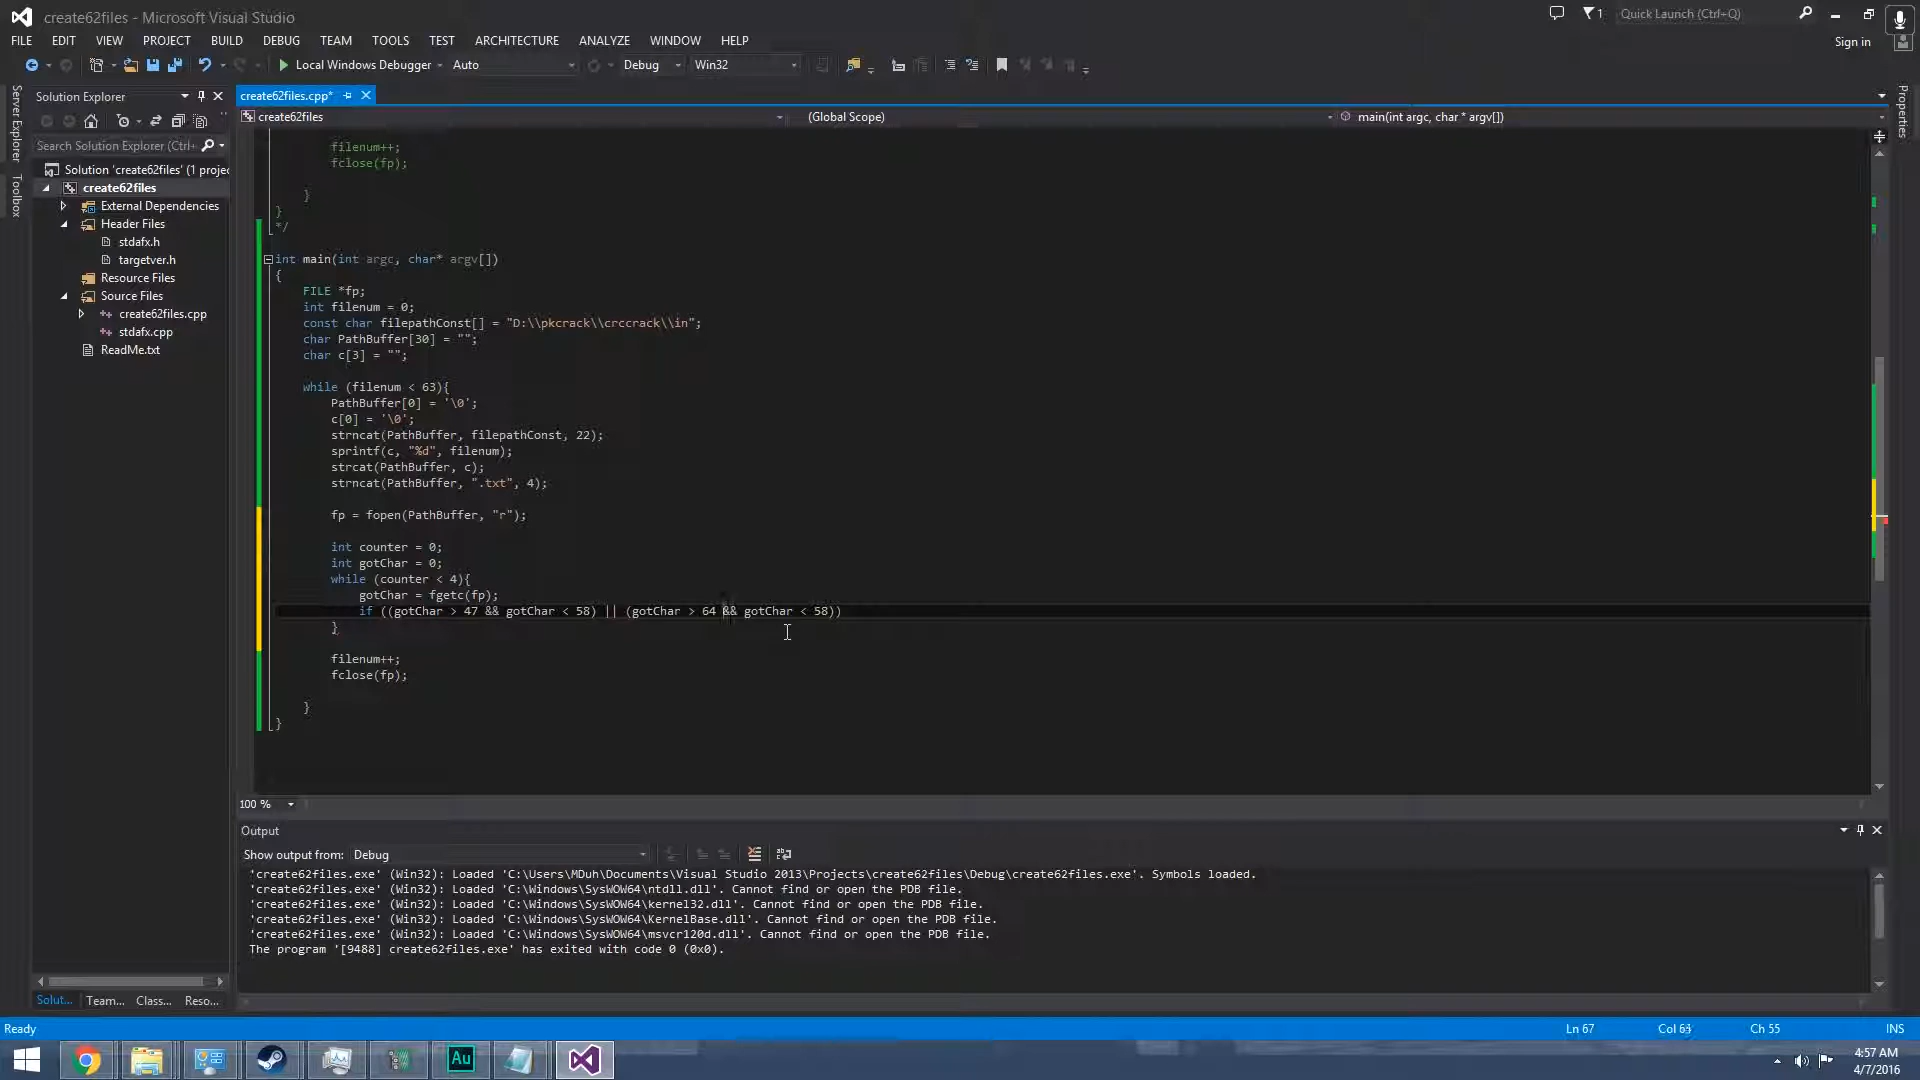 create62files - Microsoft Visual Studio
1
Quick Launch (Ctrl+Q)
FILE EDIT VIEW PROJECT BUILD DEBUG TEAM TOOLS TEST ARCHITECTURE ANALYZE WINDOW HELP
Sign in
Local Windows Debugger Auto Debug Win32
Server Explorer
Toolbox
Properties
Solution Explorer
Search Solution Explorer (Ctrl+
Solution 'create62files' (1 projec
create62files
External Dependencies
Header Files
stdafx.h
targetver.h
Resource Files
Source Files
create62files.cpp
stdafx.cpp
ReadMe.txt
Solut... Team... Class... Reso...
create62files.cpp*
create62files (Global Scope) main(int argc, char * argv[])
filenum++;
fclose(fp);
}
}
*/
int main(int argc, char* argv[])
{
FILE *fp;
int filenum = 0;
const char filepathConst[] = "D:\\pkcrack\\crccrack\\in";
char PathBuffer[30] = "";
char c[3] = "";
while (filenum < 63){
PathBuffer[0] = '\0';
c[0] = '\0';
strncat(PathBuffer, filepathConst, 22);
sprintf(c, "%d", filenum);
strcat(PathBuffer, c);
strncat(PathBuffer, ".txt", 4);
fp = fopen(PathBuffer, "r");
int counter = 0;
int gotChar = 0;
while (counter < 4){
gotChar = fgetc(fp);
if ((gotChar > 47 && gotChar < 58) || (gotChar > 64 && gotChar < 58))
}
filenum++;
fclose(fp);
}
}
100 %
Output
Show output from: Debug
'create62files.exe' (Win32): Loaded 'C:\Users\MDuh\Documents\Visual Studio 2013\Projects\create62files\Debug\create62files.exe'. Symbols loaded.
'create62files.exe' (Win32): Loaded 'C:\Windows\SysWOW64\ntdll.dll'. Cannot find or open the PDB file.
'create62files.exe' (Win32): Loaded 'C:\Windows\SysWOW64\kernel32.dll'. Cannot find or open the PDB file.
'create62files.exe' (Win32): Loaded 'C:\Windows\SysWOW64\KernelBase.dll'. Cannot find or open the PDB file.
'create62files.exe' (Win32): Loaded 'C:\Windows\SysWOW64\msvcr120d.dll'. Cannot find or open the PDB file.
The program '[9488] create62files.exe' has exited with code 0 (0x0).
Ready Ln 67 Col 63 Ch 55 INS
Au
4:57 AM
4/7/2016